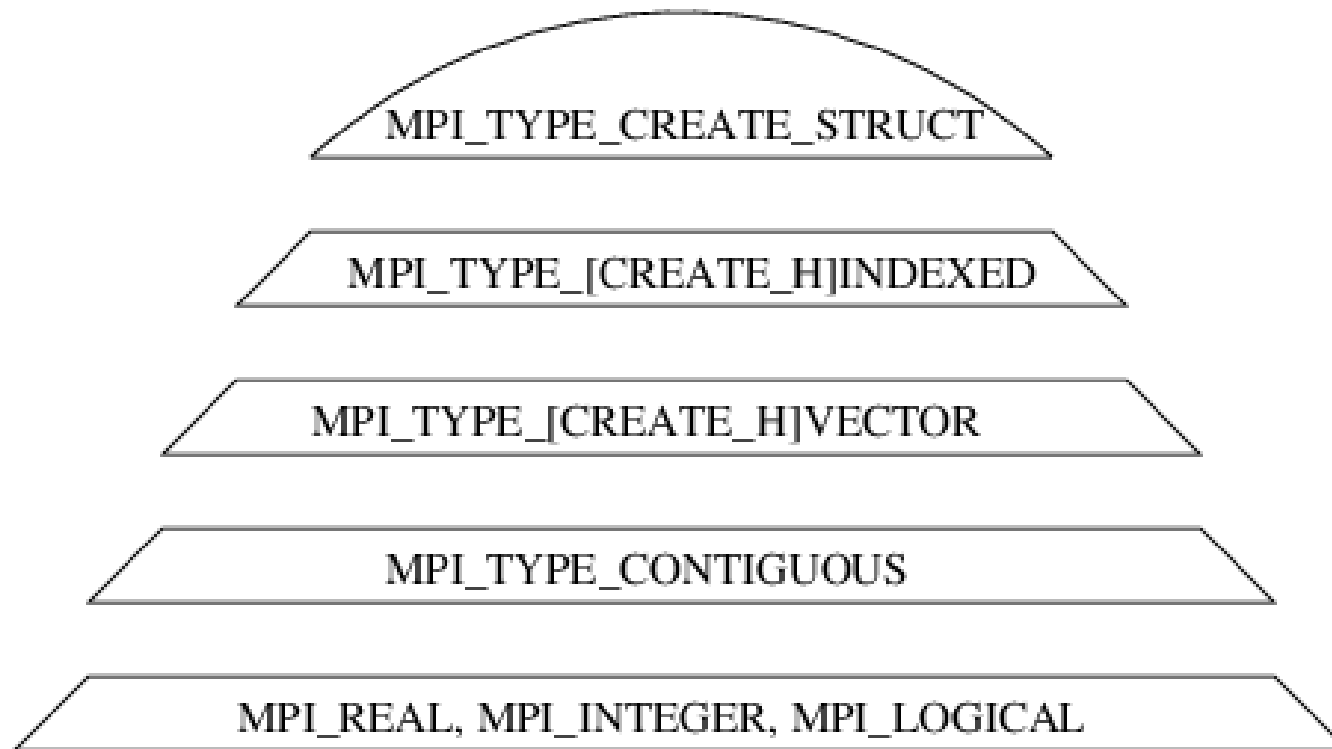 MPI_TYPE_CREATE_STRUCT
MPI_TYPE_[CREATE_H]INDEXED
MPI_TYPE_[CREATE_H]VECTOR
MPI_TYPE_CONTIGUOUS
MPI_REAL, MPI_INTEGER, MPI_LOGICAL